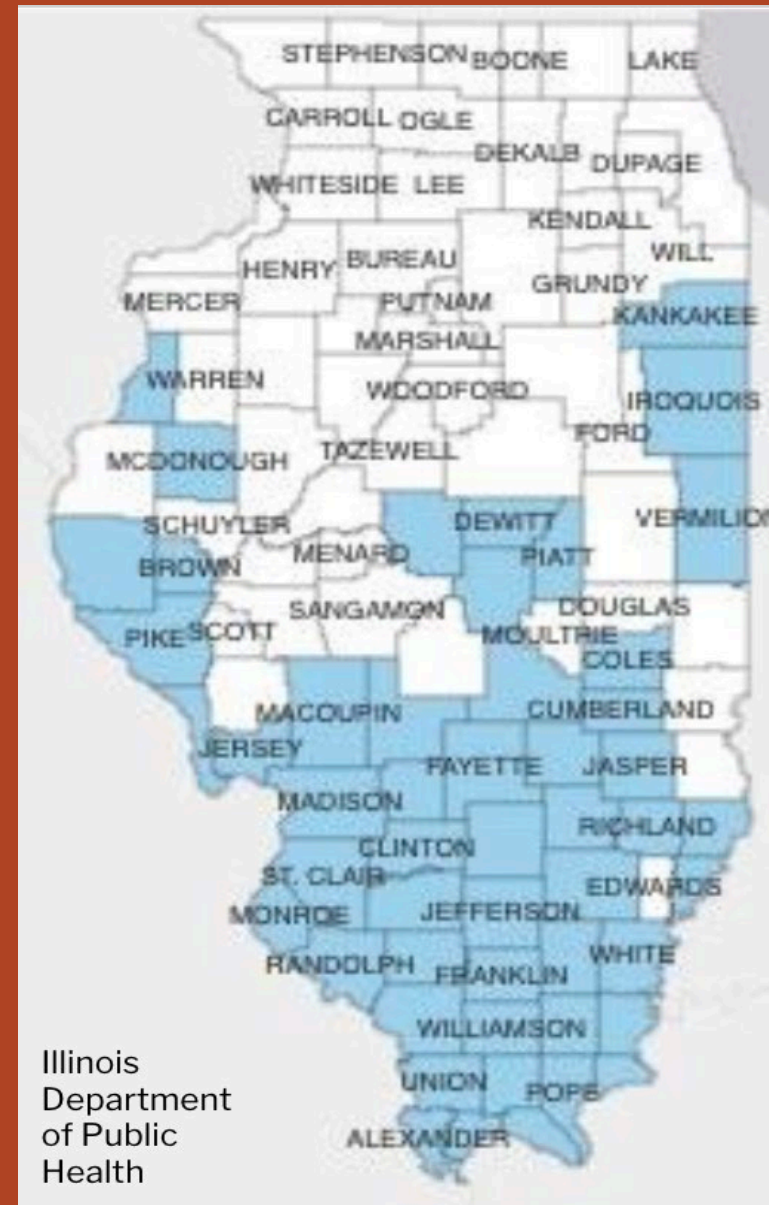 STEPHENSON BOONE LAKE
CARROLL OGLE
DEKALB DUPAGE
WHITESIDE LEE
KENDALL
HENRY BUREAU WILL
GRUNDY
MERCER PUTNAM
KANKAKEE
MARSHALL
WARREN WOODFORD
IROQUOIS
FORD
MCDONOUGH TAZEWELL
SCHUYLER DEWITT VERMILION
BROWN MENARD PIATT
SANGAMON DOUGLAS
PIKE SCOTT MOULTRIE
COLES
MACOUPIN CUMBERLAND
JERSEY
FAYETTE JASPER
MADISON
RICHLAND
CLINTON
ST. CLAIR EDWARDS
MONROE JEFFERSON
WHITE
RANDOLPH FRANKLIN
WILLIAMSON
UNION POPE
ALEXANDER
Illinois
Department
of Public
Health